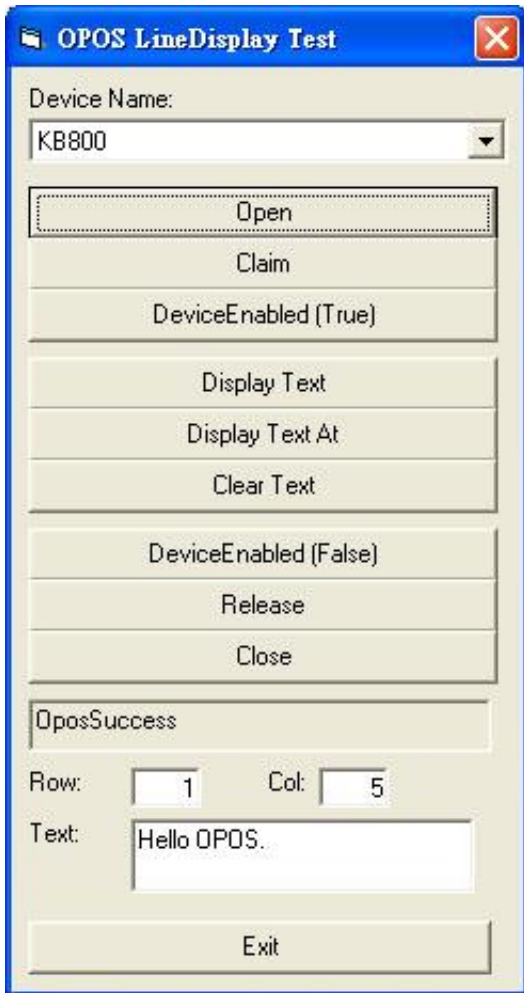 OPOS LineDisplay Test
Device Name:
KB800
Open
Claim
DeviceEnabled (True)
Display Text
Display Text At
Clear Text
DeviceEnabled (False)
Release
Close
OposSuccess
Row: 1 Col: 5
Text: Hello OPOS.
Exit